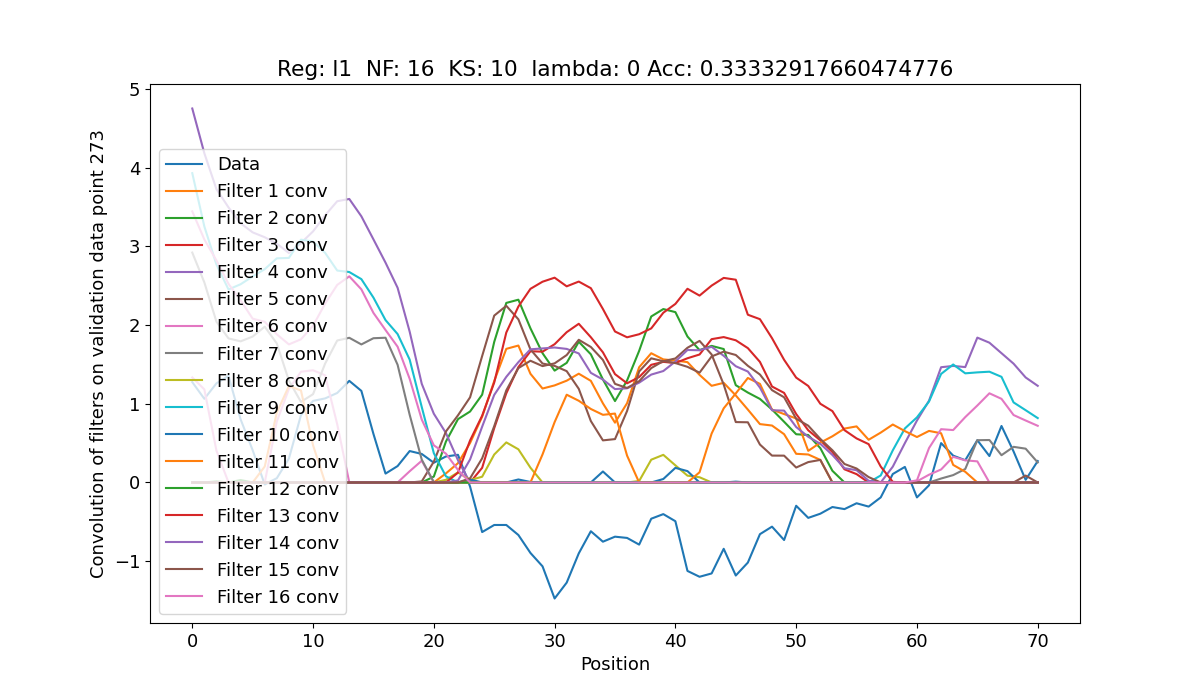 Reg: l1  NF: 16  KS: 10  lambda: 0 Acc: 0.33332917660474776
Convolution of filters on validation data point 273
5
4
3
2
1
0
−1
Data
Filter 1 conv
Filter 2 conv
Filter 3 conv
Filter 4 conv
Filter 5 conv
Filter 6 conv
Filter 7 conv
Filter 8 conv
Filter 9 conv
Filter 10 conv
Filter 11 conv
Filter 12 conv
Filter 13 conv
Filter 14 conv
Filter 15 conv
Filter 16 conv
0 10 20 30 40 50 60 70
Position